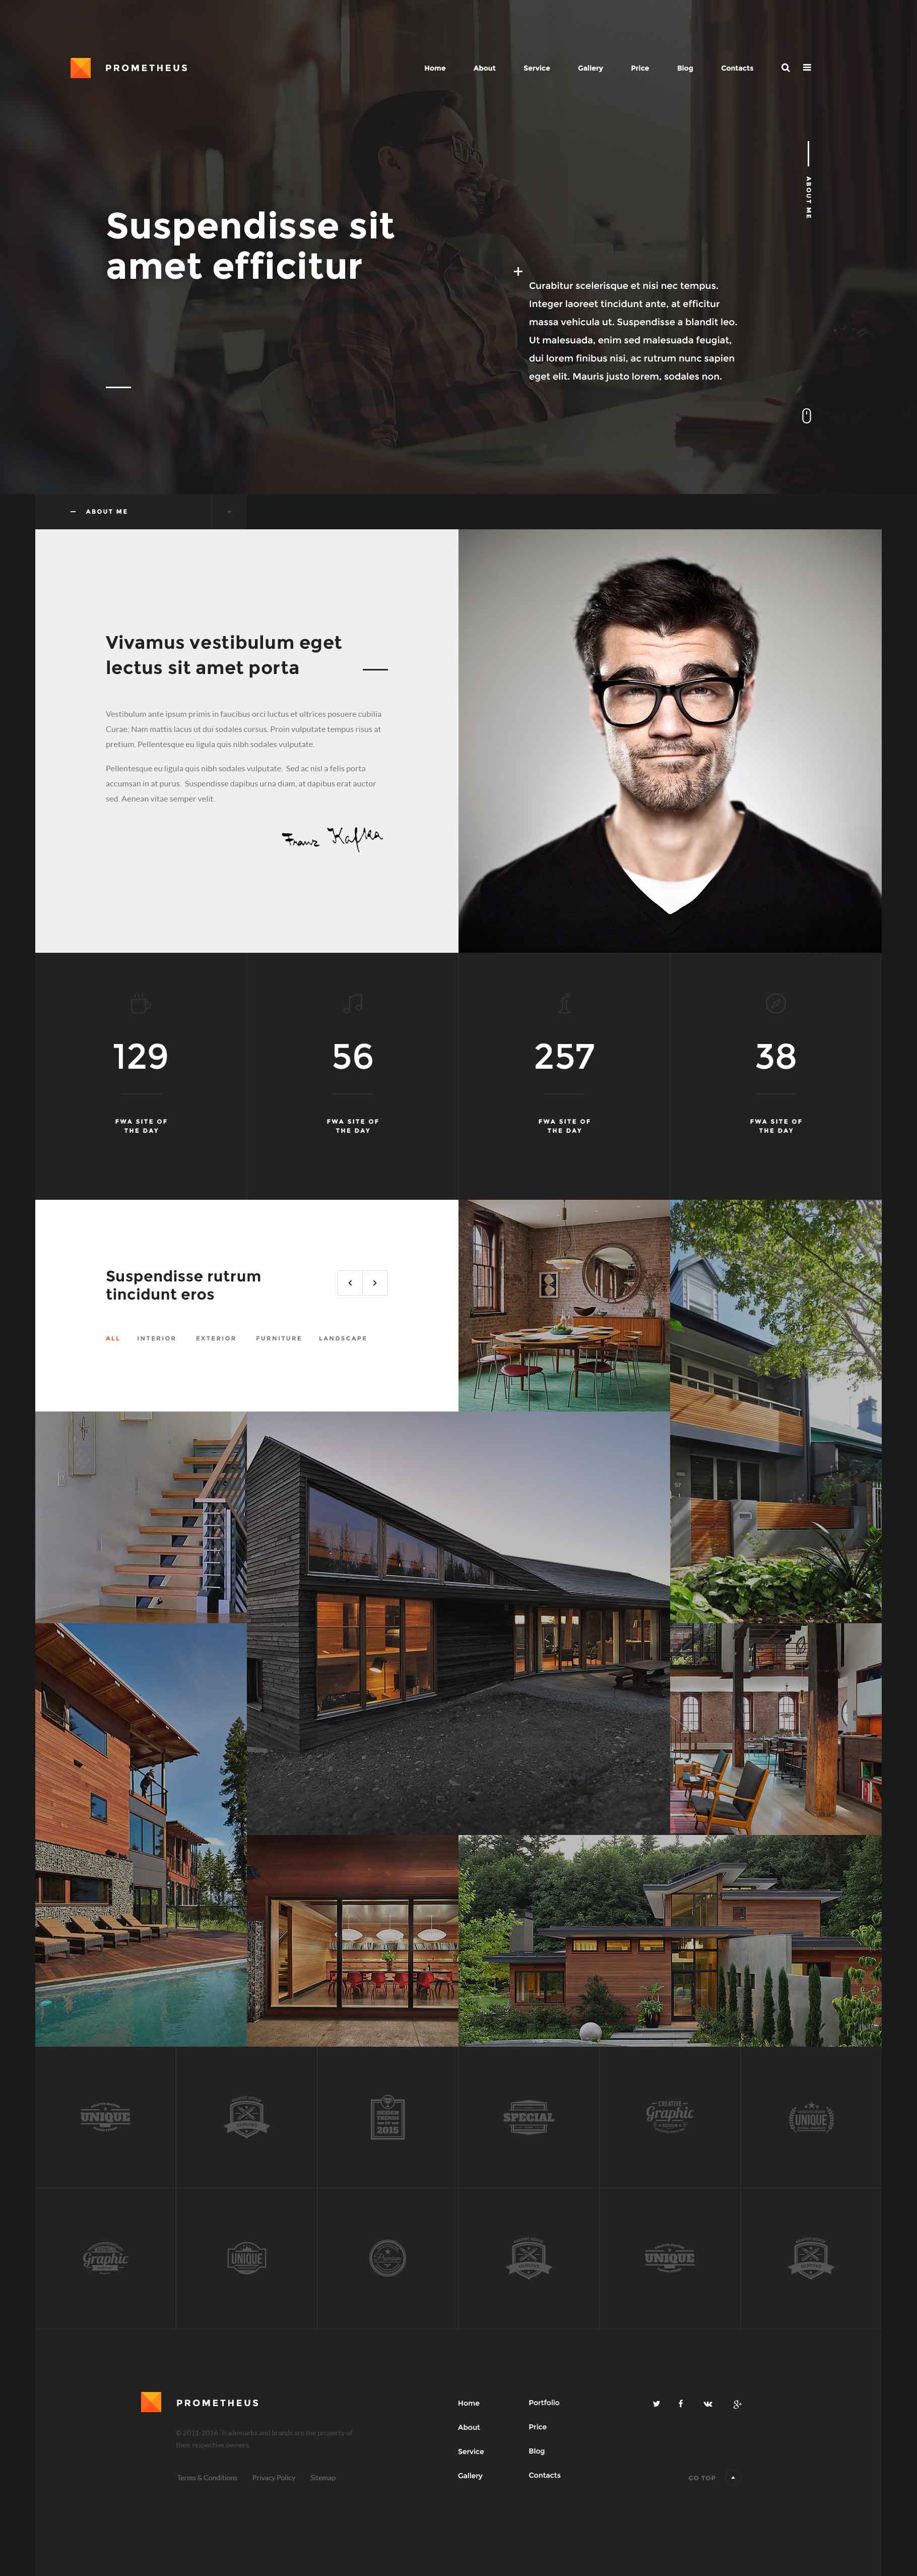 PROMETHEUS
Home About Service Gallery Price Blog Contacts
ABOUT ME
Suspendisse sit
amet efficitur
Curabitur scelerisque et nisi nec tempus.
Integer laoreet tincidunt ante, at efficitur
massa vehicula ut. Suspendisse a blandit leo.
Ut malesuada, enim sed malesuada feugiat,
dui lorem finibus nisi, ac rutrum nunc sapien
eget elit. Mauris justo lorem, sodales non.
ABOUT ME
Vivamus vestibulum eget
lectus sit amet porta
Vestibulum ante ipsum primis in faucibus orci luctus et ultrices posuere cubilia
Curae; Nam mattis lacus ut dui sodales cursus. Proin vulputate tempus risus at
pretium. Pellentesque eu ligula quis nibh sodales vulputate.
Pellentesque eu ligula quis nibh sodales vulputate. Sed ac nisl a felis porta
accumsan in at purus. Suspendisse dapibus urna diam, at dapibus erat auctor
sed. Aenean vitae semper velit.
Franz Kafka
129 56 257 38
FWA SITE OF FWA SITE OF FWA SITE OF FWA SITE OF
THE DAY THE DAY THE DAY THE DAY
Suspendisse rutrum
tincidunt eros
ALL INTERIOR EXTERIOR FURNITURE LANDSCAPE
57
UNIQUE
DESIGN
TRENDS
OF
2015
SPECIAL
CREATIVE
Graphic
DESIGN
UNIQUE
Graphic
UNIQUE
Premium
UNIQUE
PROMETHEUS
© 2011-2016. Trademarks and brands are the property of
their respective owners.
Terms & Conditions Privacy Policy Sitemap
Home Portfolio
About Price
Service Blog
Gallery Contacts
GO TOP